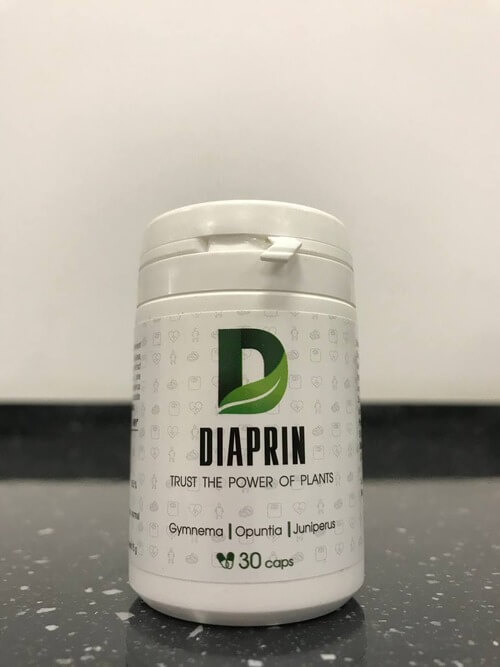 D
DIAPRIN
TRUST THE POWER OF PLANTS
Gymnema | Opuntia | Juniperus
30 caps